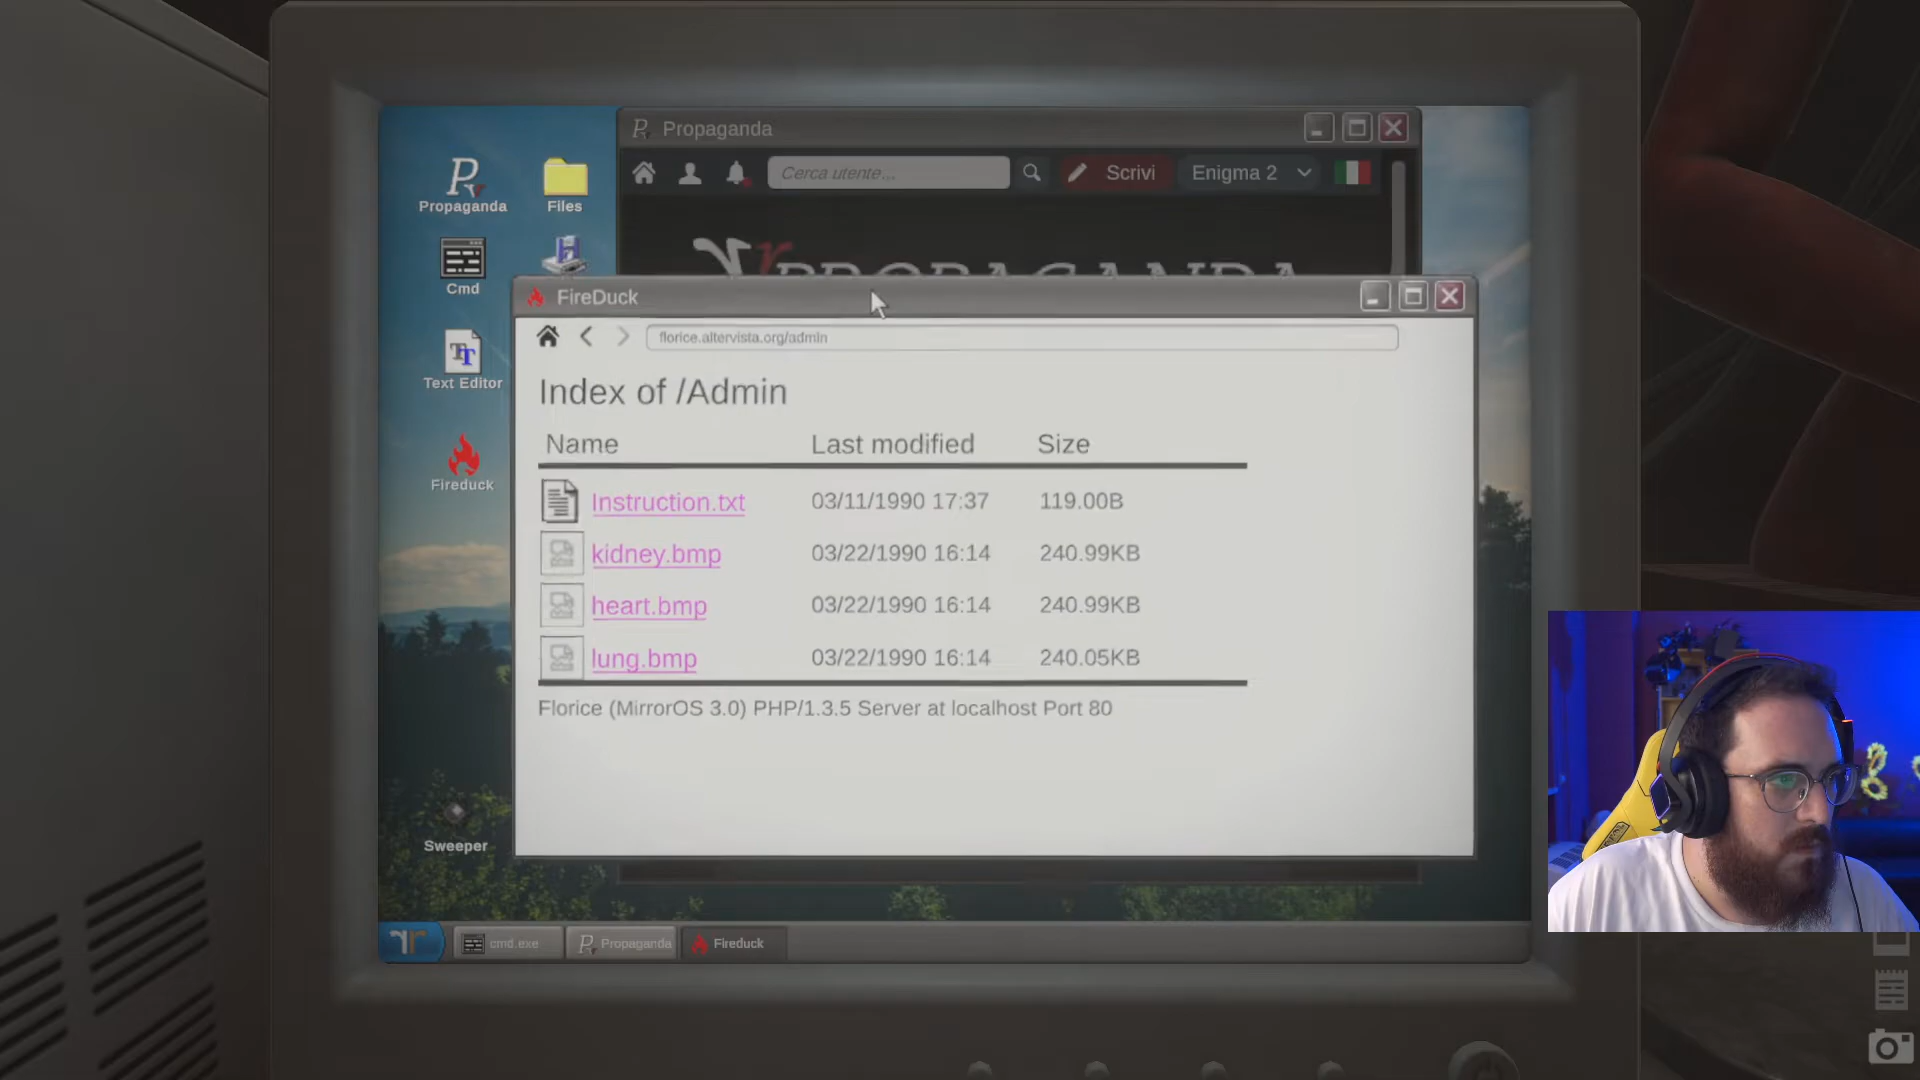 Propaganda
Cerca utente...
Scrivi
Enigma 2
PROPAGANDA
Propaganda
Files
Cmd
Text Editor
Fireduck
Sweeper
FireDuck
florice.altervista.org/admin
Index of /Admin
Name Last modified Size
Instruction.txt 03/11/1990 17:37 119.00B
kidney.bmp 03/22/1990 16:14 240.99KB
heart.bmp 03/22/1990 16:14 240.99KB
lung.bmp 03/22/1990 16:14 240.05KB
Florice (MirrorOS 3.0) PHP/1.3.5 Server at localhost Port 80
cmd.exe
Propaganda
Fireduck